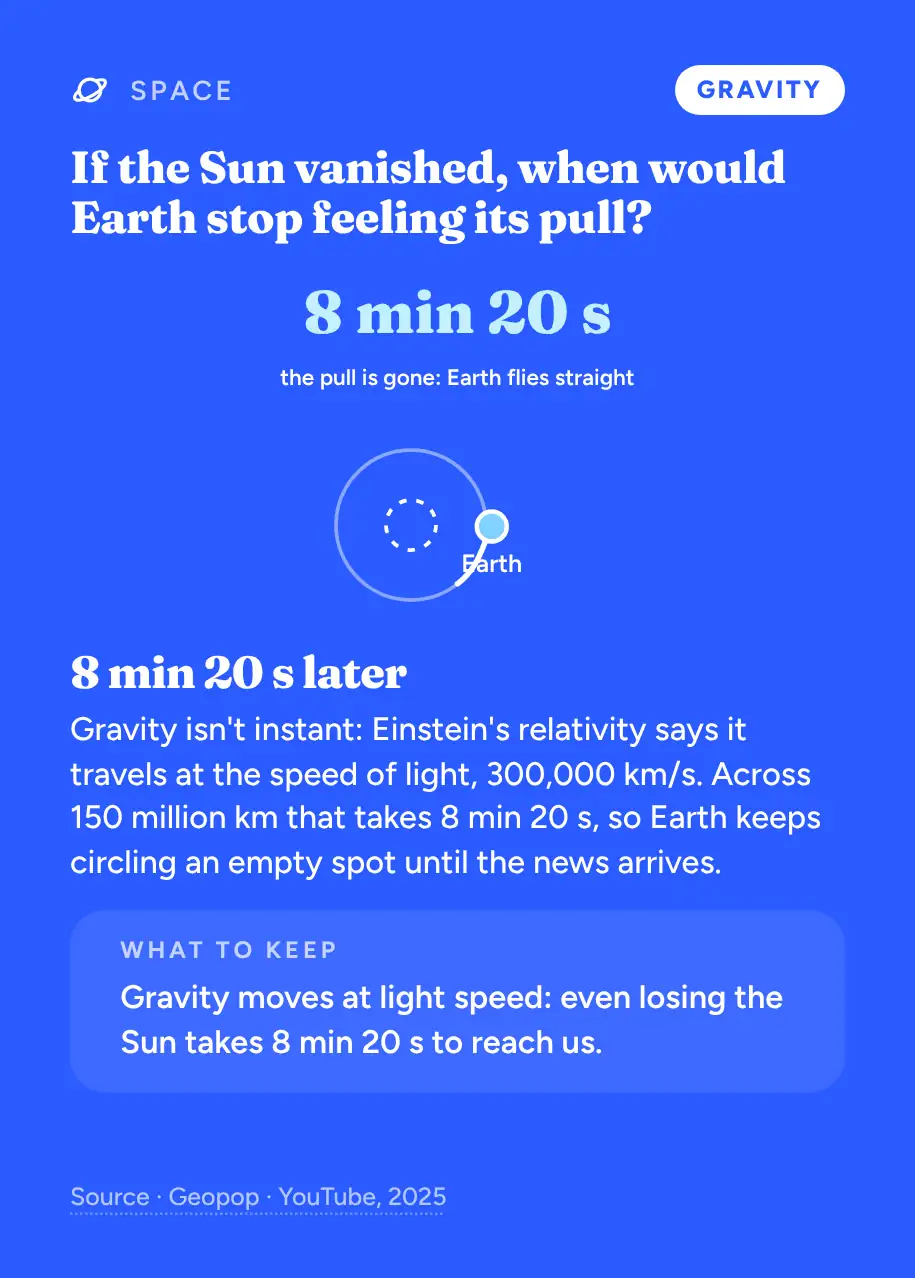 SPACE
GRAVITY
If the Sun vanished, when would
Earth stop feeling its pull?
8 min 20 s
the pull is gone: Earth flies straight
Earth
8 min 20 s later
Gravity isn't instant: Einstein's relativity says it
travels at the speed of light, 300,000 km/s. Across
150 million km that takes 8 min 20 s, so Earth keeps
circling an empty spot until the news arrives.
WHAT TO KEEP
Gravity moves at light speed: even losing the
Sun takes 8 min 20 s to reach us.
Source · Geopop · YouTube, 2025